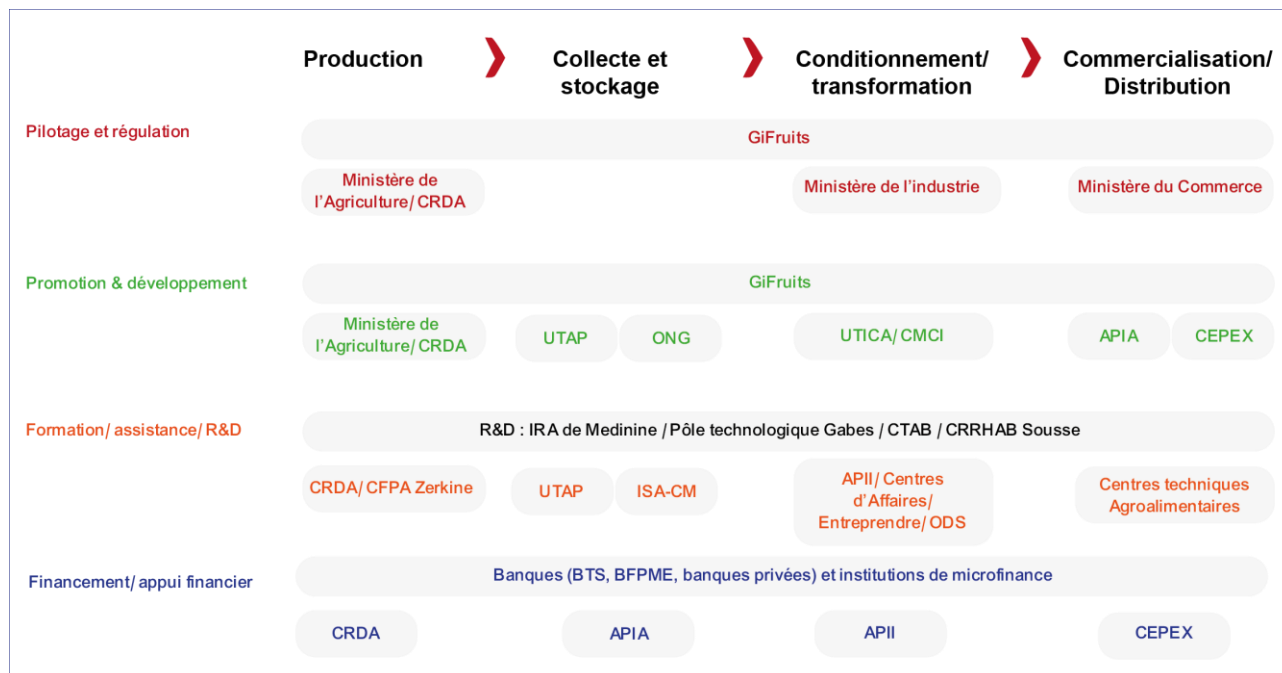 Production
Collecte et
stockage
Conditionnement/
transformation
Commercialisation/
Distribution
Pilotage et régulation
GiFruits
Ministère de
l'Agriculture/ CRDA
Ministère de l'industrie
Ministère du Commerce
Promotion & développement
GiFruits
Ministère de
l'Agriculture/ CRDA
UTAP
ONG
UTICA/ CMCI
APIA
CEPEX
Formation/ assistance/ R&D
R&D : IRA de Medinine / Pôle technologique Gabes / CTAB / CRRHAB Sousse
CRDA/ CFPA Zerkine
UTAP
ISA-CM
APII/ Centres
d'Affaires/
Entreprendre/ ODS
Centres techniques
Agroalimentaires
Financement/ appui financier
Banques (BTS, BFPME, banques privées) et institutions de microfinance
CRDA
APIA
APII
CEPEX